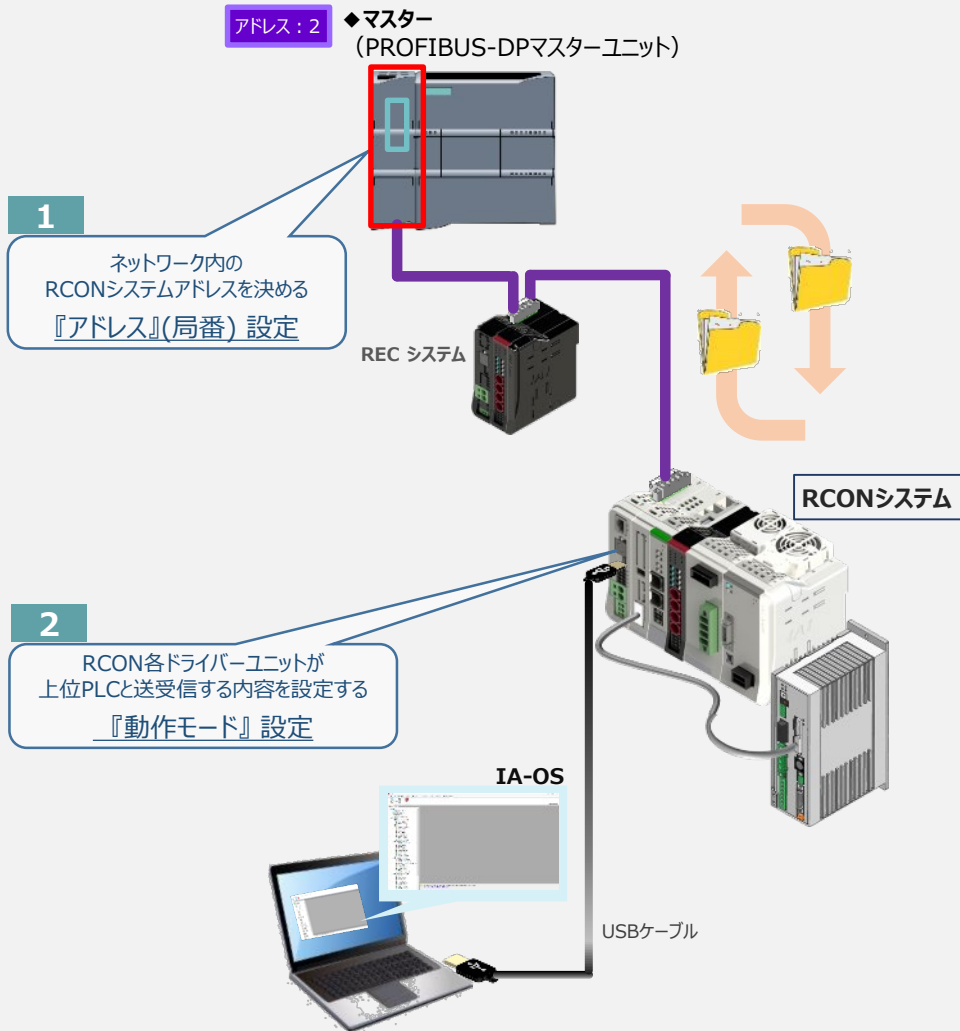 アドレス：2
◆マスター
（PROFIBUS-DPマスターユニット）
1
ネットワーク内の
RCONシステムアドレスを決める
『アドレス』(局番) 設定
REC システム
RCONシステム
2
RCON各ドライバーユニットが
上位PLCと送受信する内容を設定する
『動作モード』 設定
IA-OS
USBケーブル